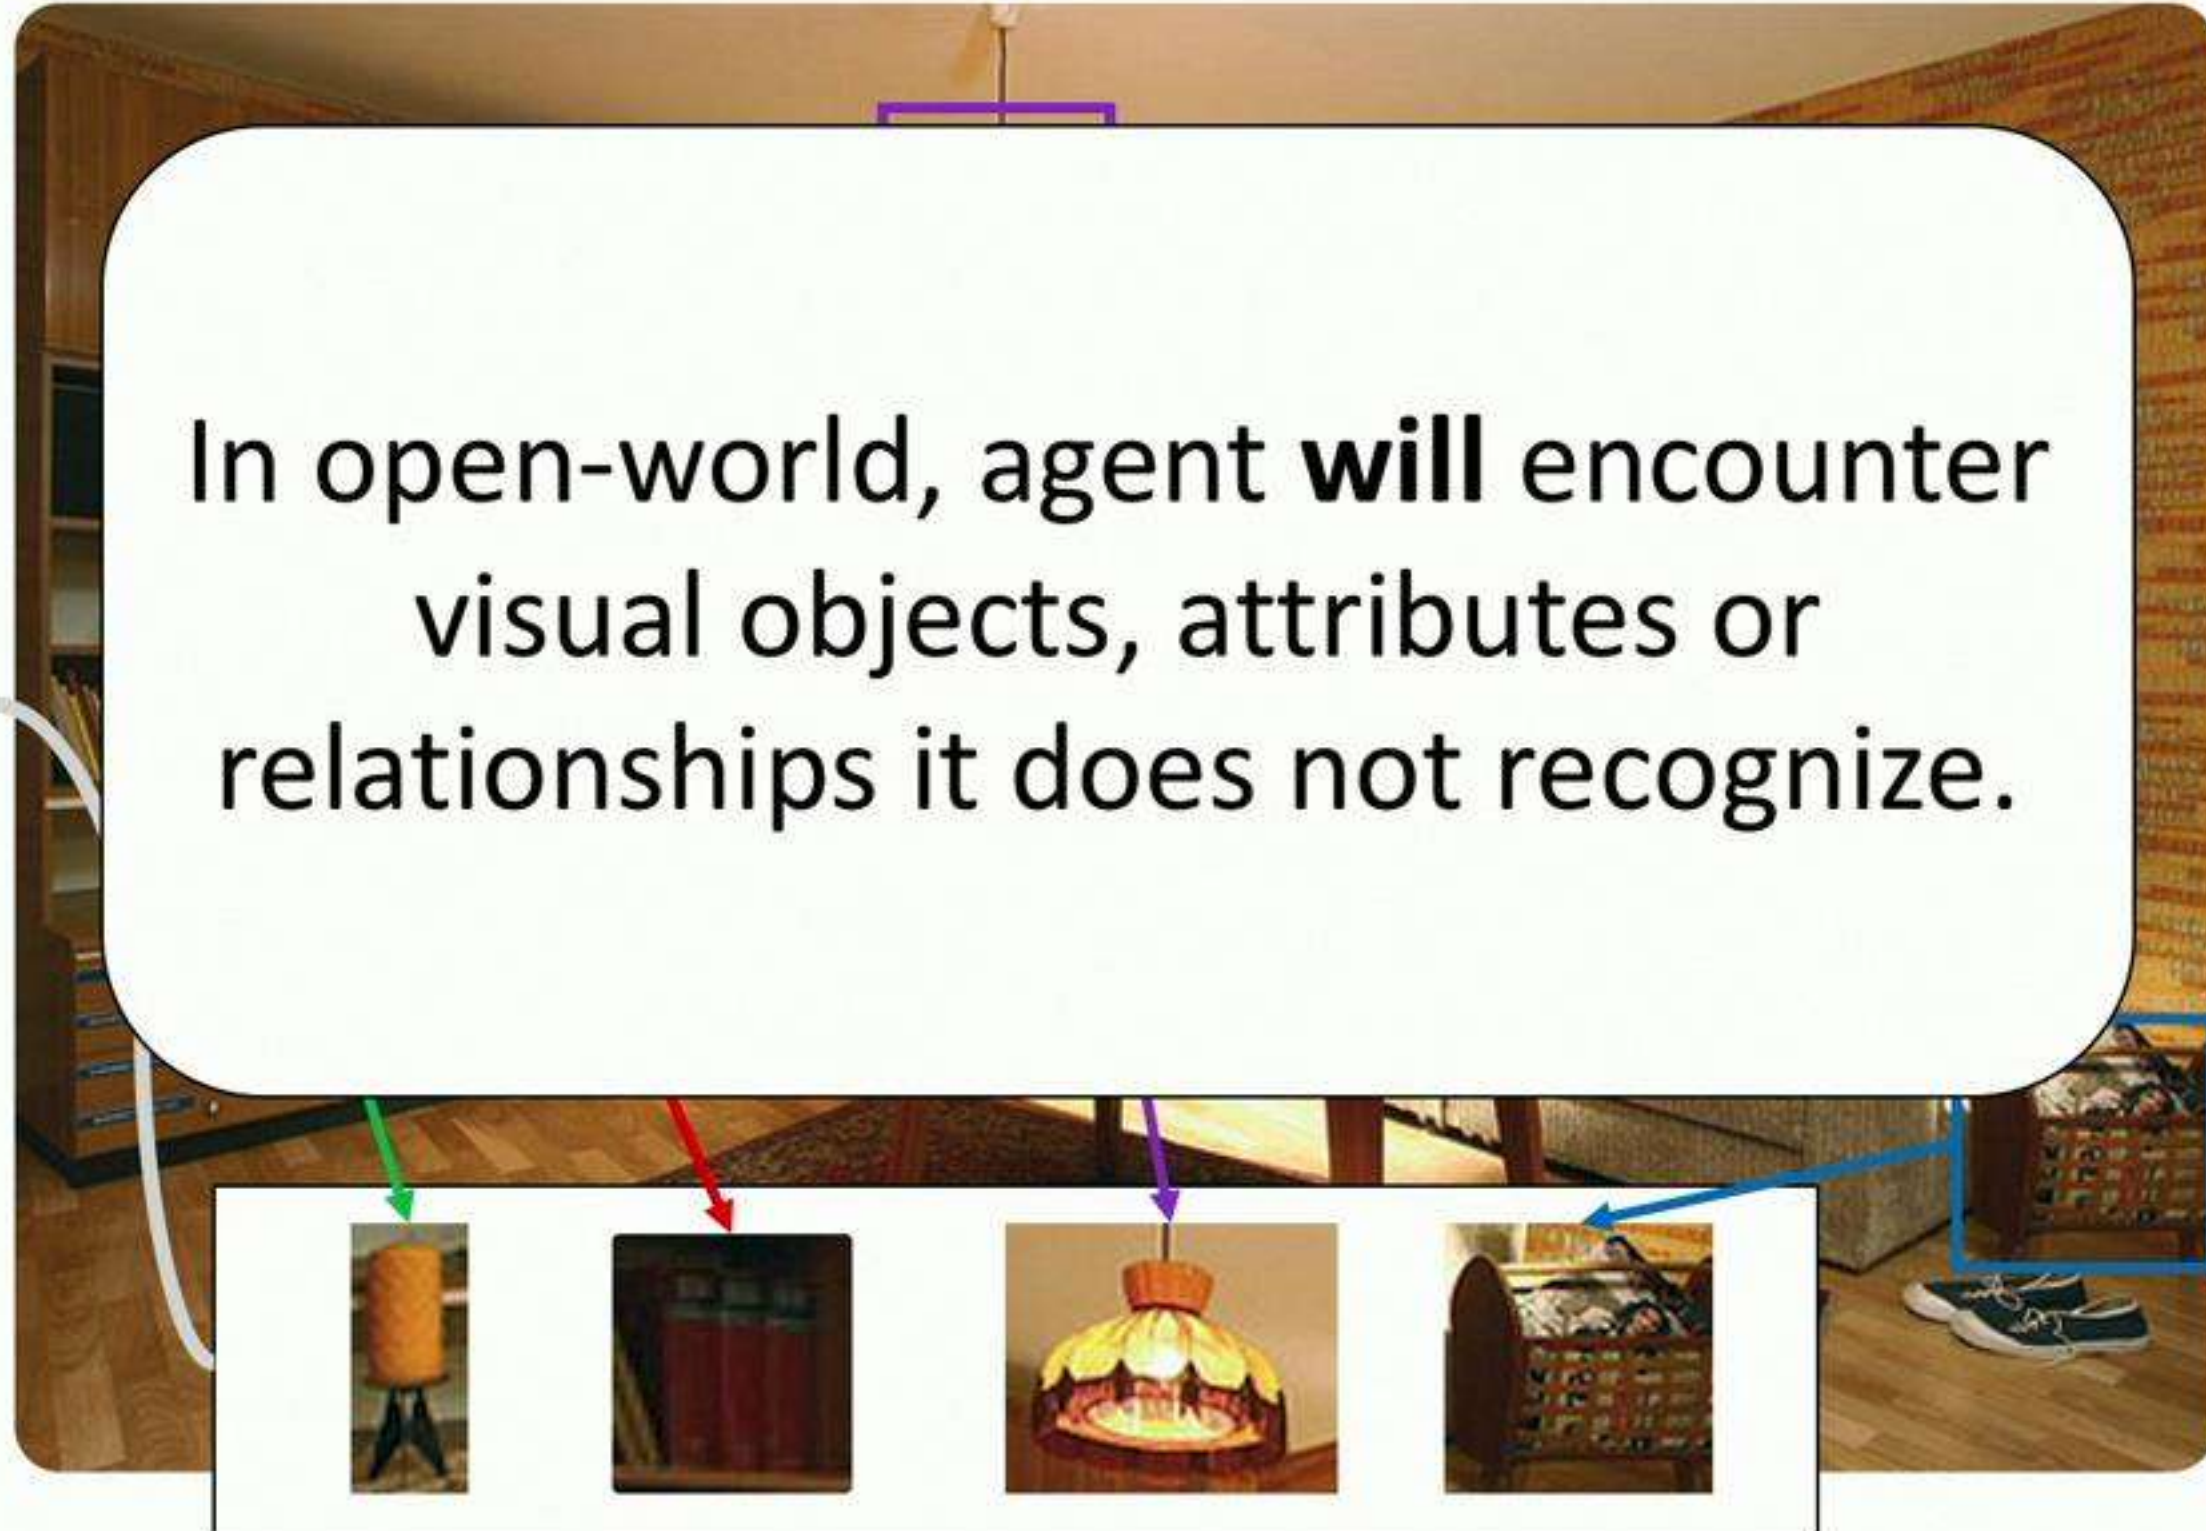 In open-world, agent will encounter
visual objects, attributes or
relationships it does not recognize.